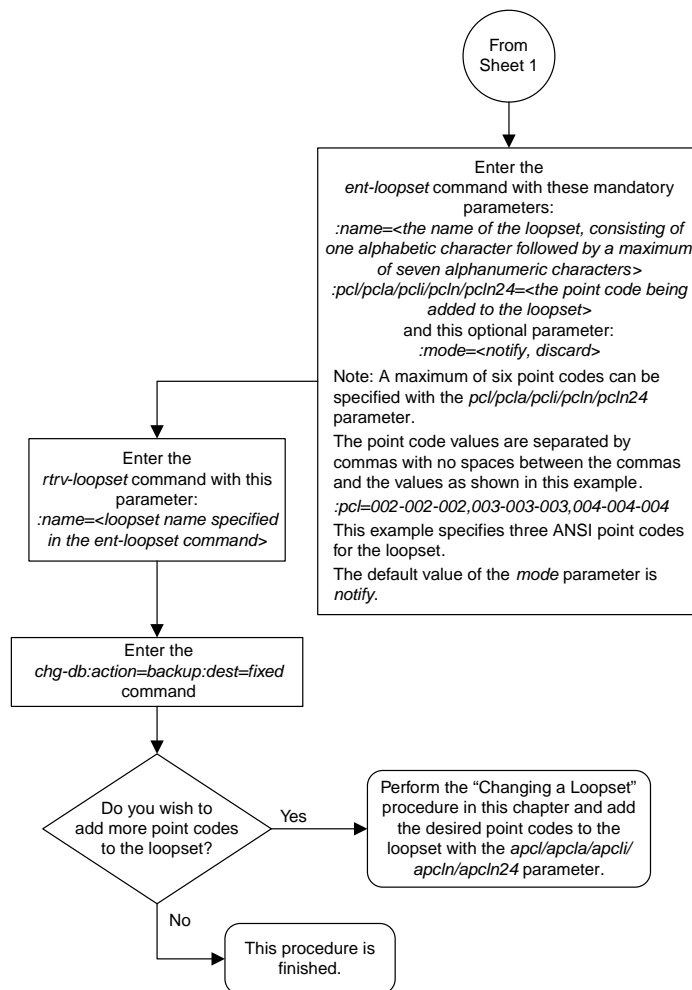 From
Sheet 1
Enter the
ent-loopset command with these mandatory
parameters:
:name=<the name of the loopset, consisting of
one alphabetic character followed by a maximum
of seven alphanumeric characters>
:pcl/pcla/pcli/pcln/pcln24=<the point code being
added to the loopset>
and this optional parameter:
:mode=<notify, discard>
Note: A maximum of six point codes can be
specified with the pcl/pcla/pcli/pcln/pcln24
parameter.
The point code values are separated by
commas with no spaces between the commas
and the values as shown in this example.
:pcl=002-002-002,003-003-003,004-004-004
This example specifies three ANSI point codes
for the loopset.
The default value of the mode parameter is
notify.
Enter the
rtrv-loopset command with this
parameter:
:name=<loopset name specified
in the ent-loopset command>
Enter the
chg-db:action=backup:dest=fixed
command
Do you wish to
add more point codes
to the loopset?
Yes
Perform the “Changing a Loopset”
procedure in this chapter and add
the desired point codes to the
loopset with the apcl/apcla/apcli/
apcln/apcln24 parameter.
No
This procedure is
finished.